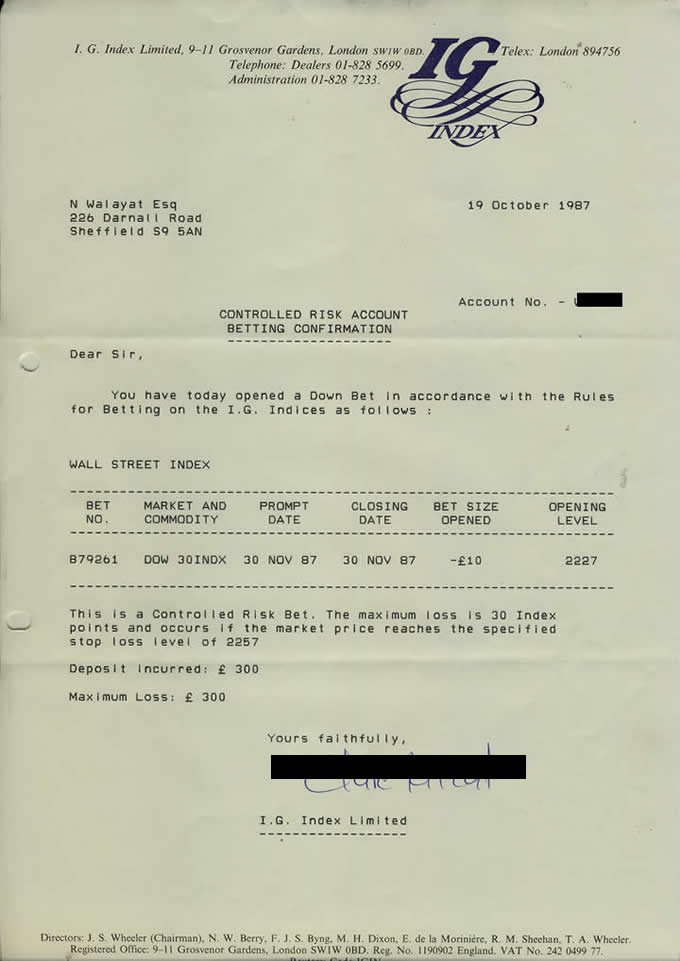 I. G. Index Limited, 9–11 Grosvenor Gardens, London SW1W 0BD.
Telephone: Dealers 01-828 5699.
Administration 01-828 7233.
IG
INDEX
Telex: London 894756
N Walayat Esq
226 Darnall Road
Sheffield S9 5AN
19 October 1987
Account No. -
CONTROLLED RISK ACCOUNT
BETTING CONFIRMATION
Dear Sir,
You have today opened a Down Bet in accordance with the Rules
for Betting on the I.G. Indices as follows :
WALL STREET INDEX
BET MARKET AND PROMPT CLOSING BET SIZE OPENING
NO. COMMODITY DATE DATE OPENED LEVEL
B79261 DOW 30INDX 30 NOV 87 30 NOV 87 -£10 2227
This is a Controlled Risk Bet. The maximum loss is 30 Index
points and occurs if the market price reaches the specified
stop loss level of 2257
Deposit incurred: £ 300
Maximum Loss: £ 300
Yours faithfully,
I.G. Index Limited
Directors: J. S. Wheeler (Chairman), N. W. Berry, F. J. S. Byng, M. H. Dixon, E. de la Morinière, R. M. Sheehan, T. A. Wheeler.
Registered Office: 9–11 Grosvenor Gardens, London SW1W 0BD. Reg. No. 1190902 England. VAT No. 242 0499 77.